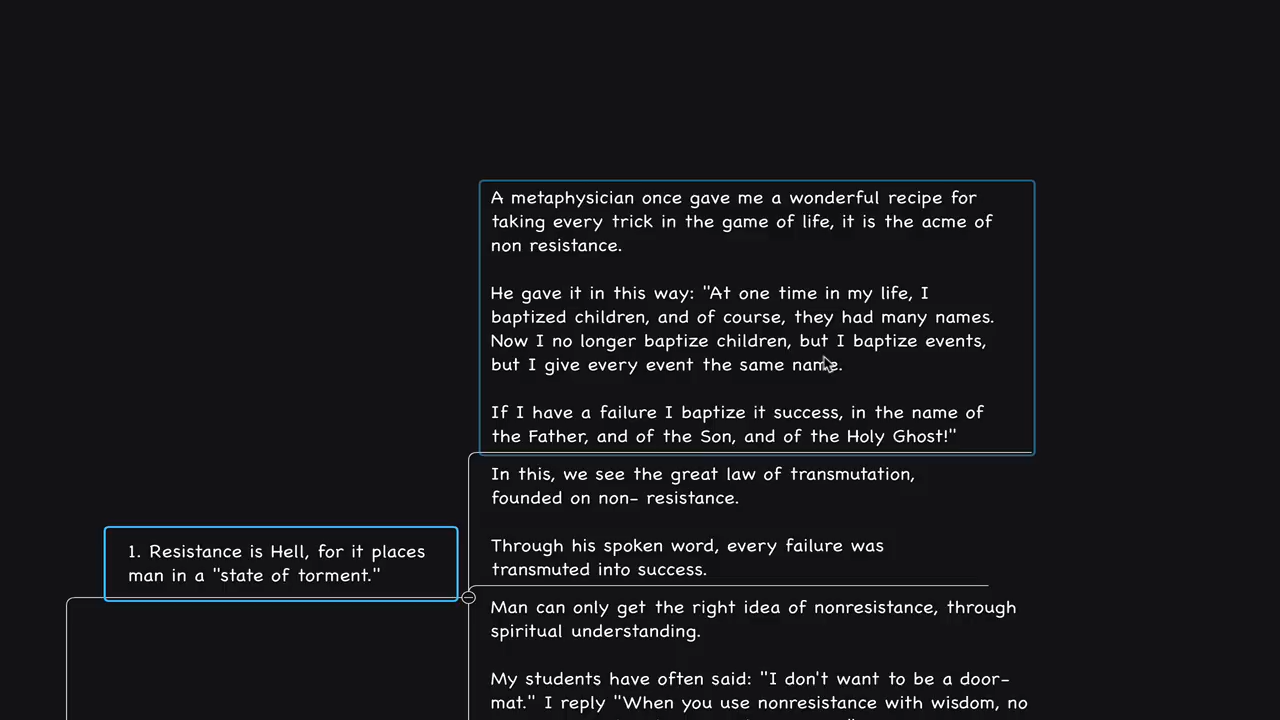 A metaphysician once gave me a wonderful recipe for
taking every trick in the game of life, it is the acme of
non resistance.
He gave it in this way: "At one time in my life, I
baptized children, and of course, they had many names.
Now I no longer baptize children, but I baptize events,
but I give every event the same name.
If I have a failure I baptize it success, in the name of
the Father, and of the Son, and of the Holy Ghost!"
In this, we see the great law of transmutation,
founded on non- resistance.
Through his spoken word, every failure was
transmuted into success.
1. Resistance is Hell, for it places
man in a "state of torment."
Man can only get the right idea of nonresistance, through
spiritual understanding.
My students have often said: "I don't want to be a door-
mat." I reply "When you use nonresistance with wisdom, no